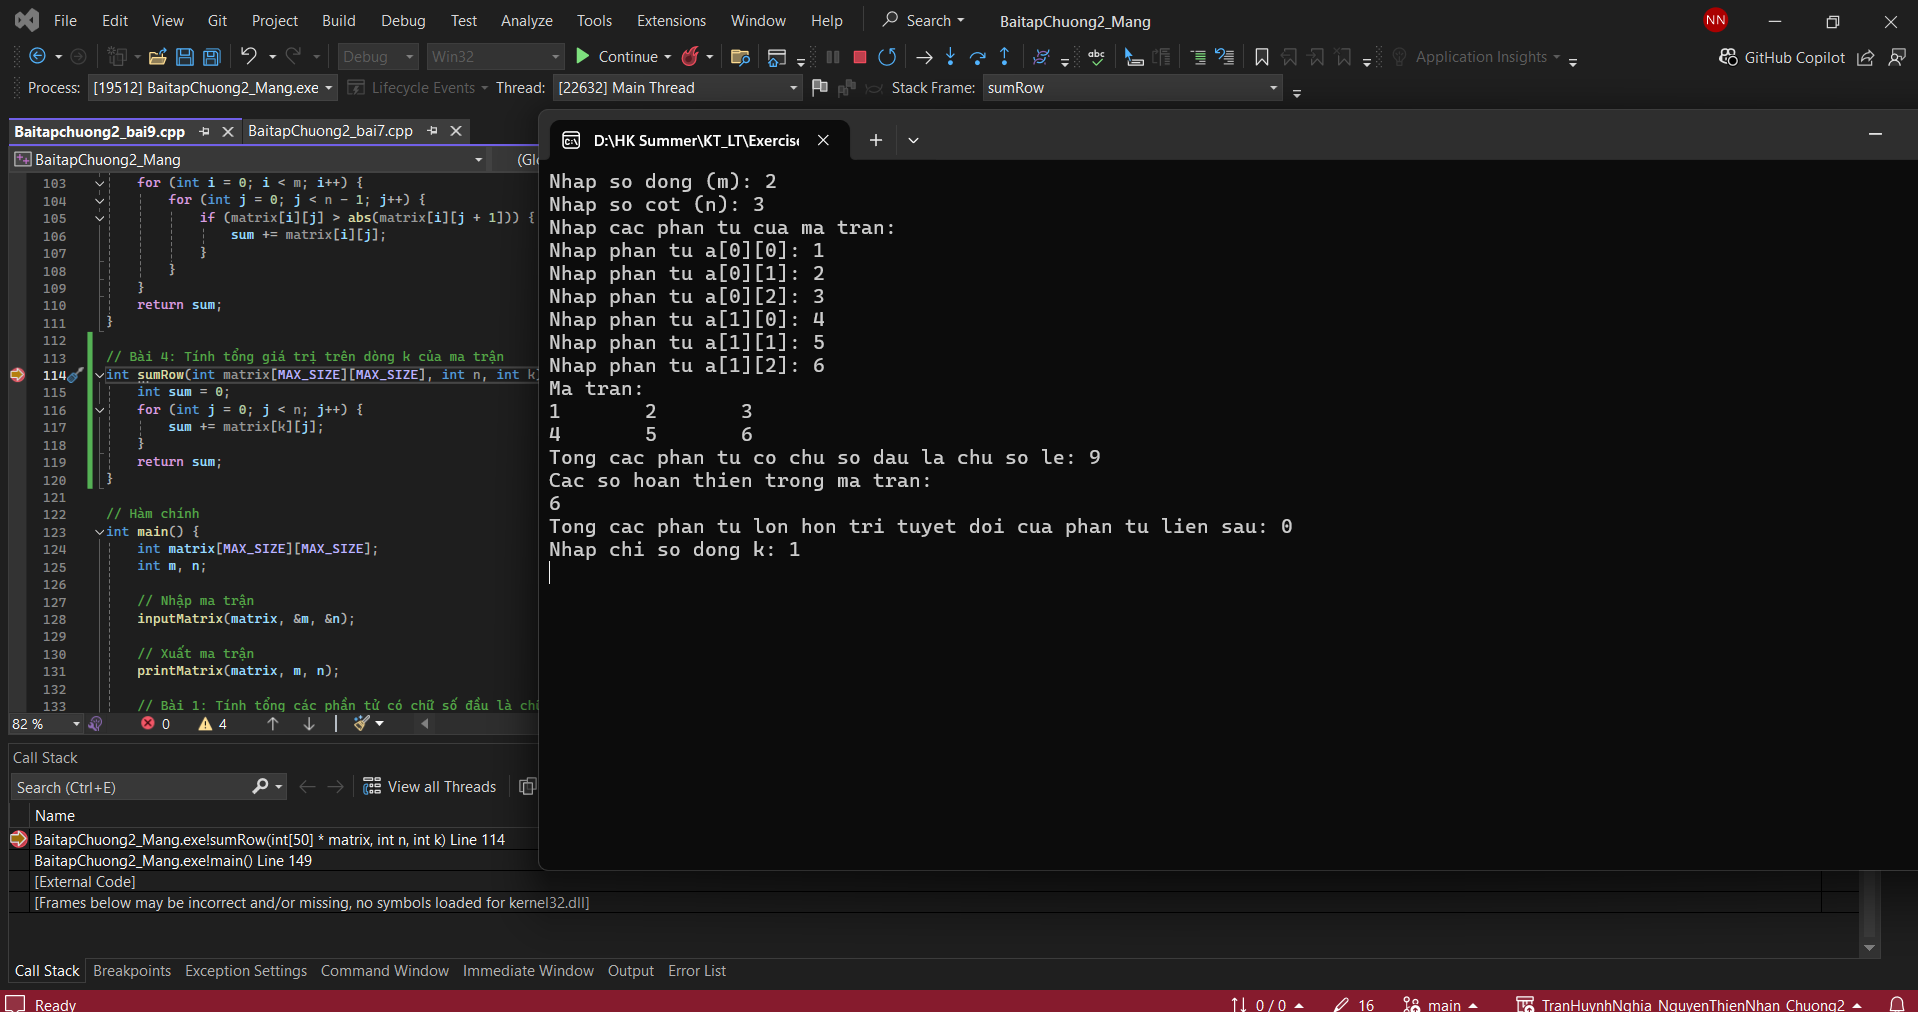 File Edit View Git Project Build Debug Test Analyze Tools Extensions Window Help Search BaitapChuong2_Mang NN
Debug Win32 Continue abc Application Insights GitHub Copilot
Process: [19512] BaitapChuong2_Mang.exe Lifecycle Events Thread: [22632] Main Thread Stack Frame: sumRow
Baitapchuong2_bai9.cpp BaitapChuong2_bai7.cpp
BaitapChuong2_Mang (Glo
103 for (int i = 0; i < m; i++) {
104 for (int j = 0; j < n - 1; j++) {
105 if (matrix[i][j] > abs(matrix[i][j + 1])) {
106 sum += matrix[i][j];
107 }
108 }
109 }
110 return sum;
111 }
112
113 // Bài 4: Tính tổng giá trị trên dòng k của ma trận
114 int sumRow(int matrix[MAX_SIZE][MAX_SIZE], int n, int k)
115 int sum = 0;
116 for (int j = 0; j < n; j++) {
117 sum += matrix[k][j];
118 }
119 return sum;
120 }
121
122 // Hàm chính
123 int main() {
124 int matrix[MAX_SIZE][MAX_SIZE];
125 int m, n;
126
127 // Nhập ma trận
128 inputMatrix(matrix, &m, &n);
129
130 // Xuất ma trận
131 printMatrix(matrix, m, n);
132
133 // Bài 1: Tính tổng các phần tử có chữ số đầu là chữ
82 % 0 4
D:\HK Summer\KT_LT\Exercise
Nhap so dong (m): 2
Nhap so cot (n): 3
Nhap cac phan tu cua ma tran:
Nhap phan tu a[0][0]: 1
Nhap phan tu a[0][1]: 2
Nhap phan tu a[0][2]: 3
Nhap phan tu a[1][0]: 4
Nhap phan tu a[1][1]: 5
Nhap phan tu a[1][2]: 6
Ma tran:
1 2 3
4 5 6
Tong cac phan tu co chu so dau la chu so le: 9
Cac so hoan thien trong ma tran:
6
Tong cac phan tu lon hon tri tuyet doi cua phan tu lien sau: 0
Nhap chi so dong k: 1
Call Stack
Search (Ctrl+E) View all Threads
Name
BaitapChuong2_Mang.exe!sumRow(int[50] * matrix, int n, int k) Line 114
BaitapChuong2_Mang.exe!main() Line 149
[External Code]
[Frames below may be incorrect and/or missing, no symbols loaded for kernel32.dll]
Call Stack Breakpoints Exception Settings Command Window Immediate Window Output Error List
Ready 0 / 0 16 main TranHuynhNghia_NguyenThienNhan_Chuong2